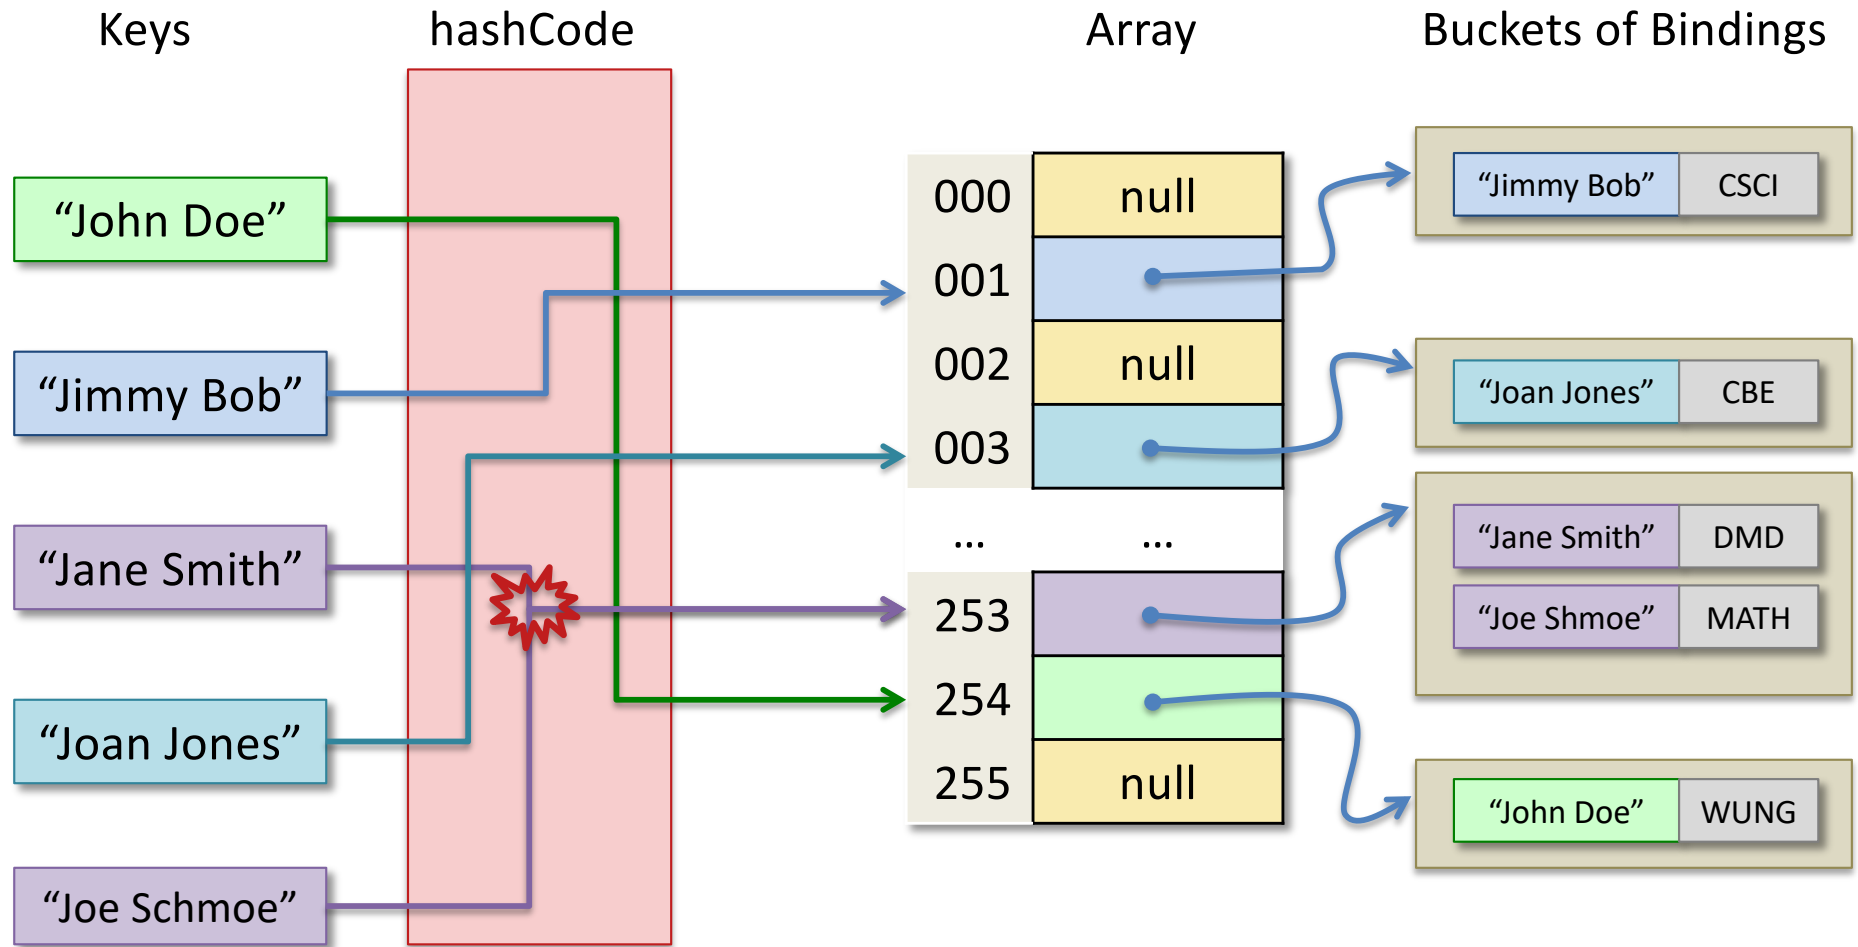 Keys
hashCode
Array
Buckets of Bindings
“John Doe”
“Jimmy Bob”
“Jane Smith”
“Joan Jones”
“Joe Schmoe”
000 null
001
002 null
003
... ...
253
254
255 null
“Jimmy Bob” CSCI
“Joan Jones” CBE
“Jane Smith” DMD
“Joe Shmoe” MATH
“John Doe” WUNG